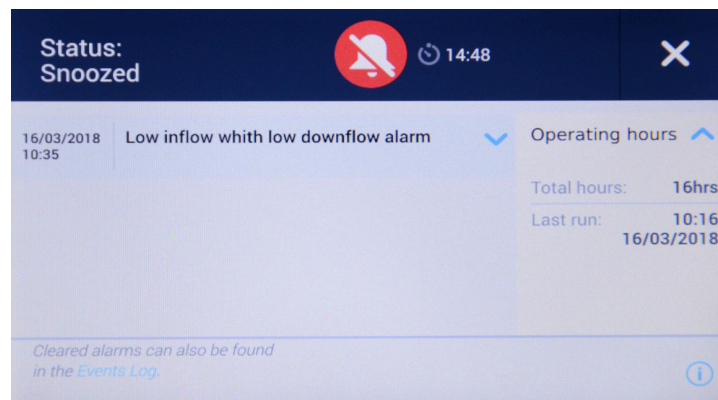 Status:
Snoozed
14:48
16/03/2018
10:35
Low inflow whith low downflow alarm
Operating hours
Total hours: 16hrs
Last run: 10:16
16/03/2018
Cleared alarms can also be found
in the Events Log.